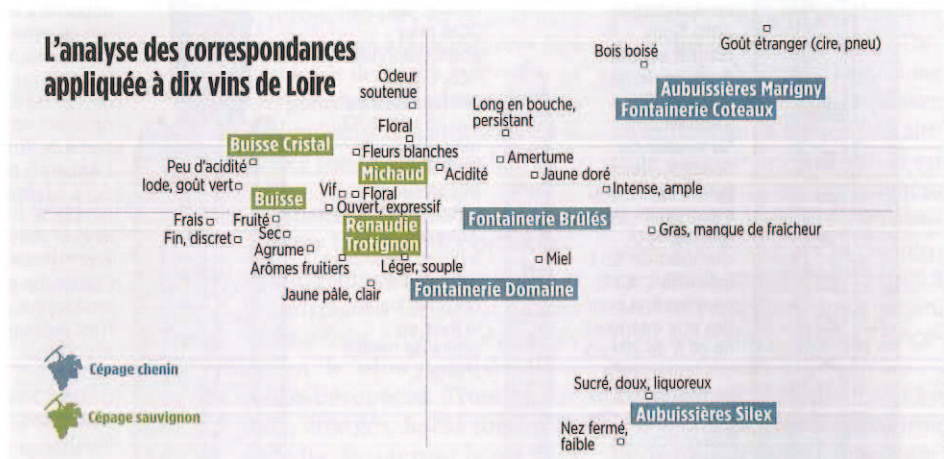 L'analyse des correspondances
appliquée à dix vins de Loire
Goût étranger (cire, pneu)
Bois boisé
Aubuissières Marigny
Fontainerie Coteaux
Odeur
soutenue
Long en bouche,
persistant
Floral
Buisse Cristal
Fleurs blanches
Amertume
Peu d'acidité
Michaud
Acidité
Jaune doré
Iode, goût vert
Vif
Floral
Intense, ample
Buisse
Ouvert, expressif
Frais
Fruité
Renaudie
Trotignon
Fontainerie Brûlés
Gras, manque de fraîcheur
Fin, discret
Sec
Agrume
Arômes fruitiers
Léger, souple
Miel
Jaune pâle, clair
Fontainerie Domaine
Cépage chenin
Sucré, doux, liquoreux
Aubuissières Silex
Cépage sauvignon
Nez fermé,
faible